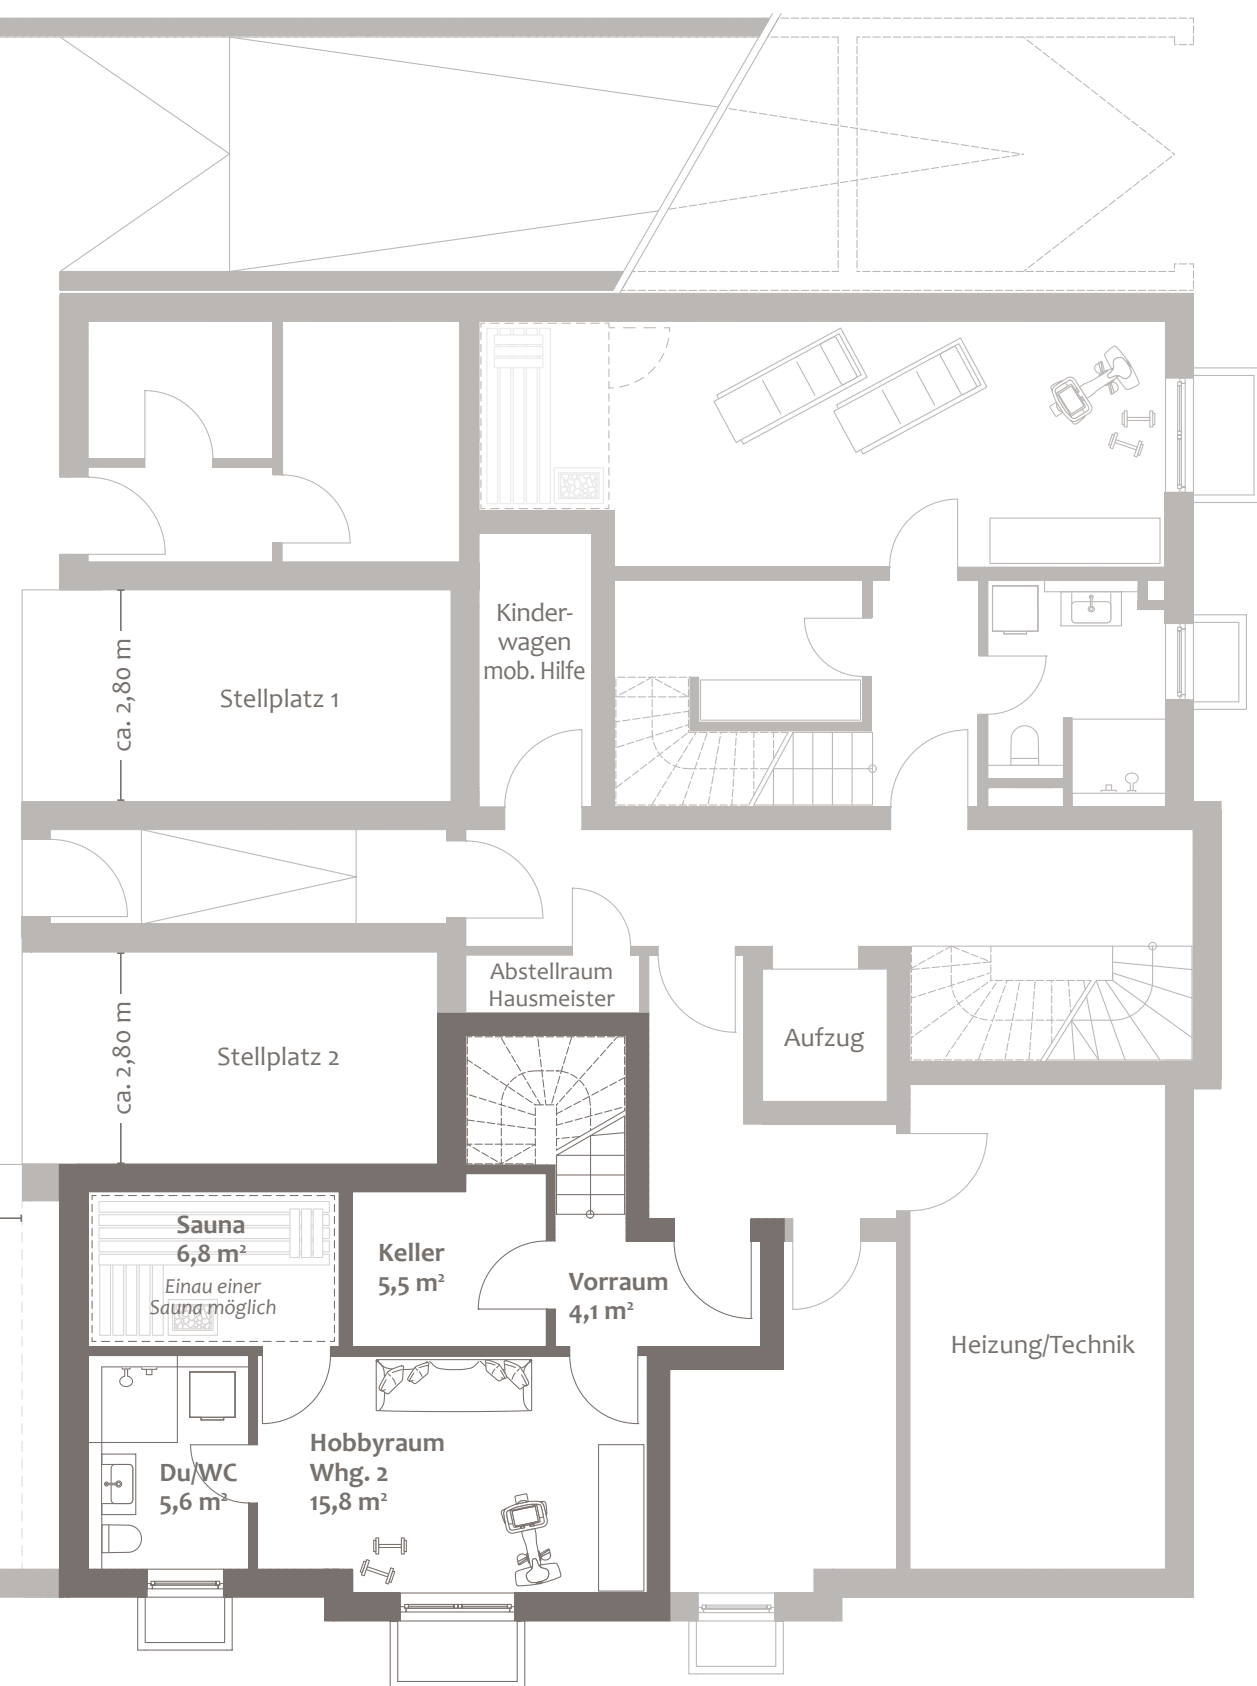 Kinder-
wagen
mob. Hilfe
ca. 2,80 m
Stellplatz 1
Abstellraum
Hausmeister
Aufzug
ca. 2,80 m
Stellplatz 2
Sauna
6,8 m²
Einau einer
Sauna möglich
Keller
5,5 m²
Vorraum
4,1 m²
Heizung/Technik
Hobbyraum
Whg. 2
15,8 m²
Du/WC
5,6 m²